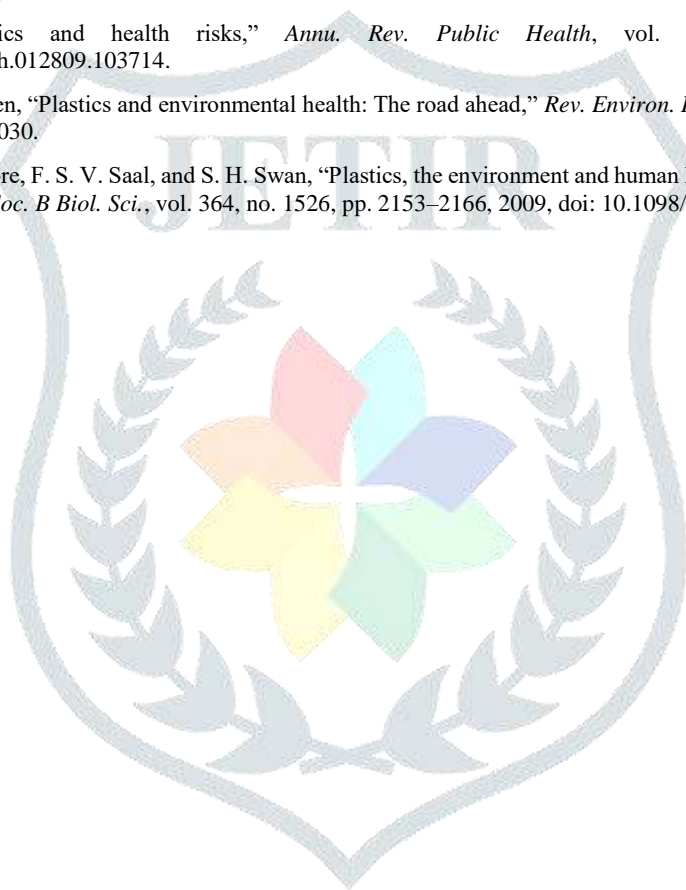 ics and health risks,” Annu. Rev. Public Health, vol.
h.012809.103714.
en, “Plastics and environmental health: The road ahead,” Rev. Environ.
030.
ore, F. S. V. Saal, and S. H. Swan, “Plastics, the environment and human
oc. B Biol. Sci., vol. 364, no. 1526, pp. 2153–2166, 2009, doi: 10.1098/
JETIR